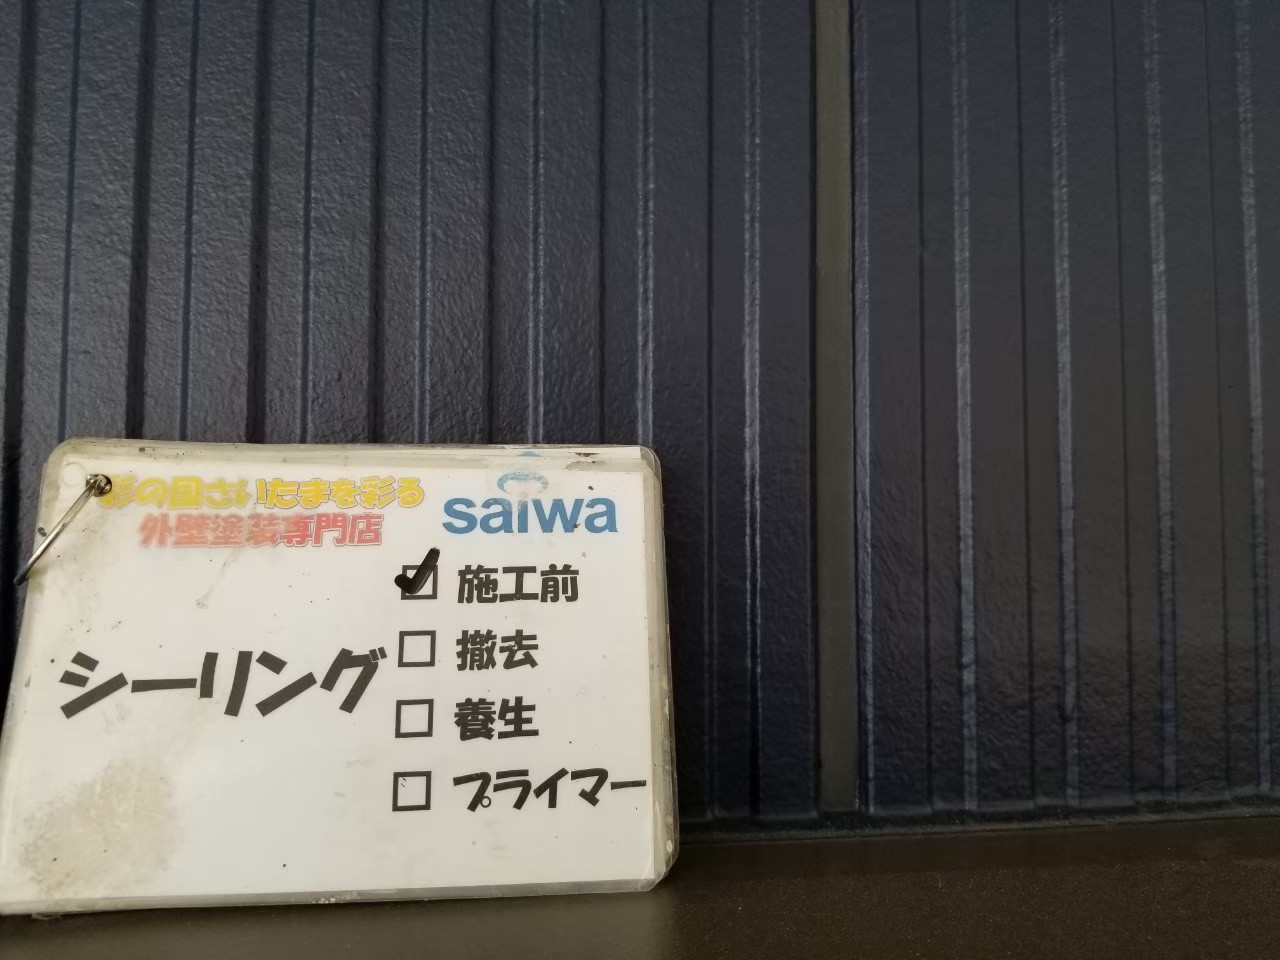 彩の国さいたまを彩る
外壁塗装専門店
saiwa
シーリング
☑ 施工前
☐ 撤去
☐ 養生
☐ プライマー